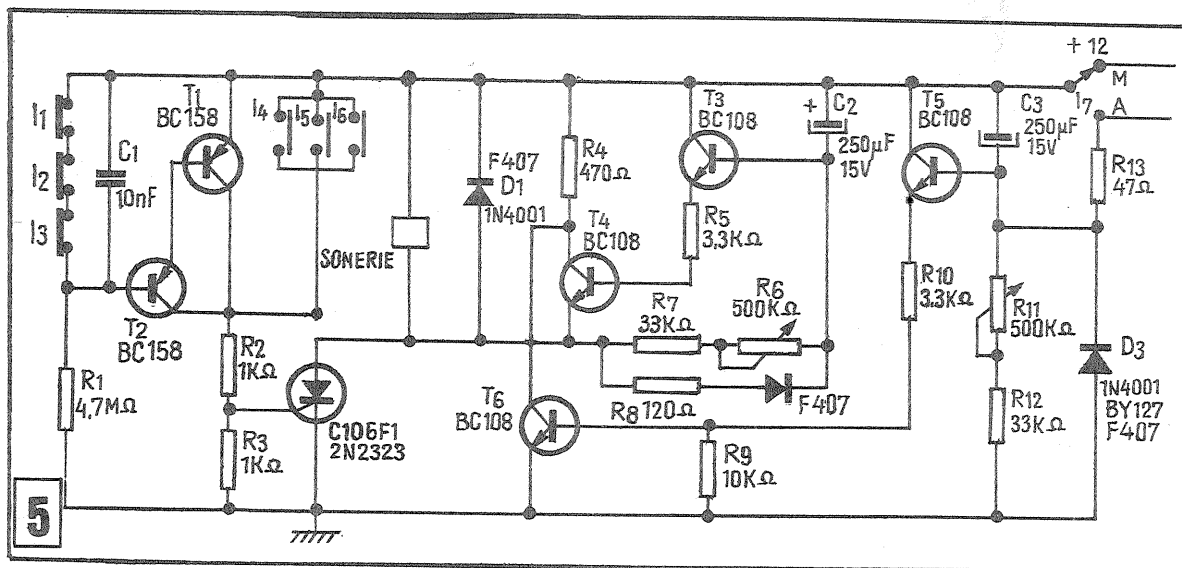 I1
I2
I3
C1
10nF
T1
BC158
T2
BC158
R1
4,7MΩ
R2
1KΩ
R3
1KΩ
I4
I5
I6
SONERIE
C106F1
2N2323
F407
D1
1N4001
R4
470Ω
T4
BC108
T3
BC108
R5
3,3KΩ
+
C2
250µF
15V
R7
33KΩ
R6
500KΩ
R8 120Ω
F407
T6
BC108
R9
10KΩ
T5
BC108
R10
3.3KΩ
C3
250µF
15V
+ 12
M
I7
A
R13
47Ω
R11
500KΩ
R12
33KΩ
D3
1N4001
BY127
F407
5